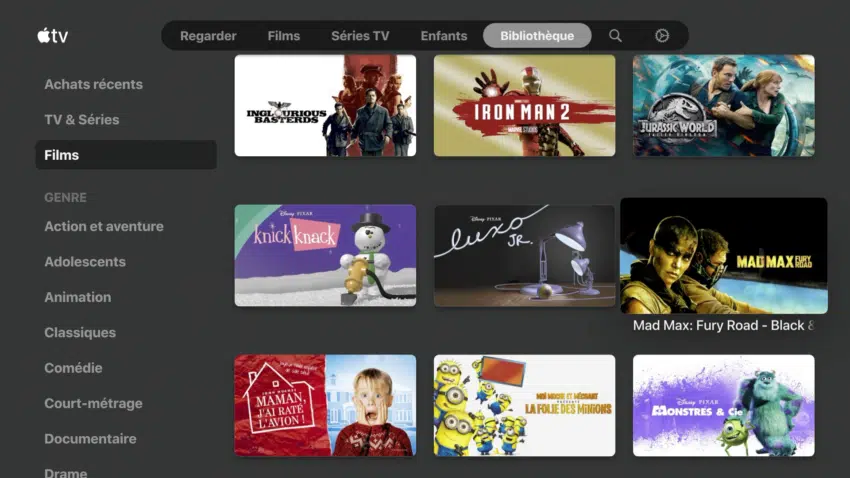 tv
Regarder
Films
Séries TV
Enfants
Bibliothèque
Achats récents
TV & Séries
Films
GENRE
Action et aventure
Adolescents
Animation
Classiques
Comédie
Court-métrage
Documentaire
Drame
INGLOURIOUS
BASTERDS
IRON MAN 2
MARVEL STUDIOS
JURASSIC WORLD
Disney PIXAR
knick knack
Disney PIXAR
luxo
JR.
MAD MAX FURY
ROAD
Mad Max: Fury Road - Black &
MAMAN,
J'AI RATÉ
L'AVION !
MOI MOCHE ET MÉCHANT
LA FOLIE DES MINIONS
Disney PIXAR
MONSTRES & Cie